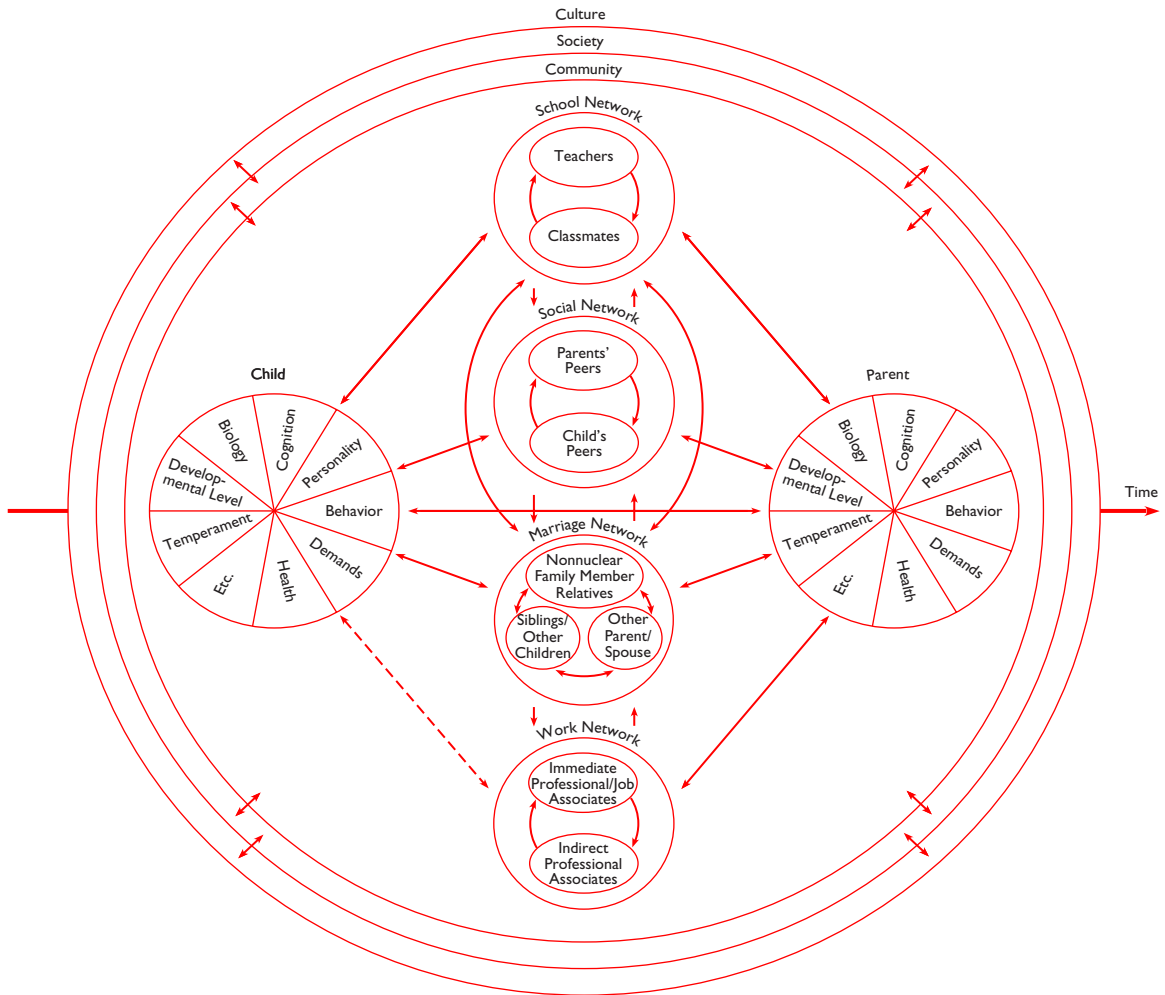 Culture
Society
Community
School Network
Teachers
Classmates
Social Network
Parents'
Peers
Child's
Peers
Child
Biology
Cognition
Personality
Develop-
mental Level
Behavior
Temperament
Demands
Etc.
Health
Parent
Biology
Cognition
Personality
Develop-
mental Level
Behavior
Temperament
Demands
Etc.
Health
Time
Marriage Network
Nonnuclear
Family Member
Relatives
Siblings/
Other
Children
Other
Parent/
Spouse
Work Network
Immediate
Professional/Job
Associates
Indirect
Professional
Associates